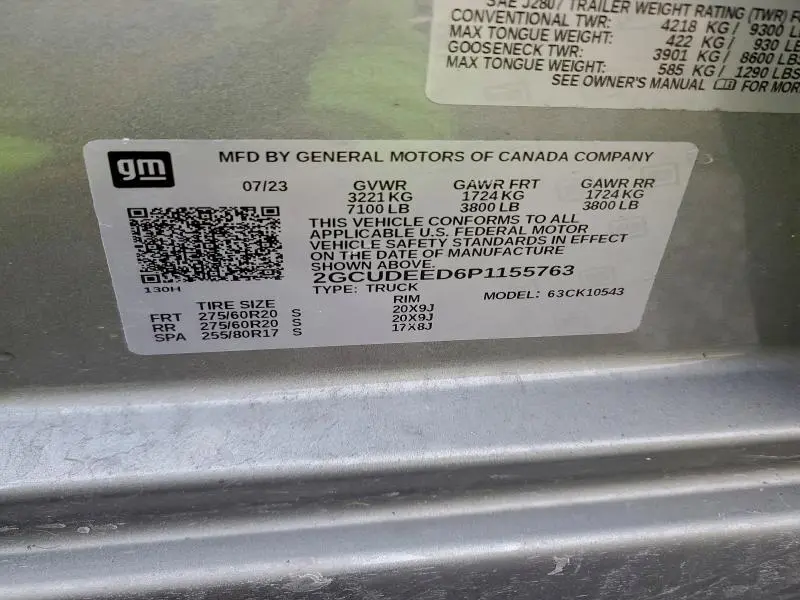 SAE J2807 TRAILER WEIGHT RATING (TWR)
CONVENTIONAL TWR: 4218 KG / 9300
MAX TONGUE WEIGHT: 422 KG / 930
GOOSENECK TWR: 3901 KG / 8600 LBS
MAX TONGUE WEIGHT: 585 KG / 1290 LBS
SEE OWNER'S MANUAL FOR
gm
MFD BY GENERAL MOTORS OF CANADA COMPANY
07/23 GVWR GAWR FRT GAWR RR
3221 KG 1724 KG 1724 KG
7100 LB 3800 LB 3800 LB
THIS VEHICLE CONFORMS TO ALL
APPLICABLE U.S. FEDERAL MOTOR
VEHICLE SAFETY STANDARDS IN EFFECT
ON THE DATE OF MANUFACTURE
SHOWN ABOVE.
2GCUDEED6P1155763
130H
TYPE: TRUCK MODEL: 63CK10543
TIRE SIZE RIM
FRT 275/60R20 S 20X9J
RR 275/60R20 S 20X9J
SPA 255/80R17 S 17X8J